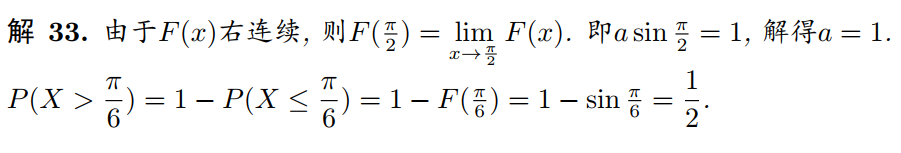 解 33. 由于F(x)右连续, 则F(π/2) = lim_{x→π/2} F(x). 即a sin π/2 = 1, 解得a = 1.
P(X > π/6) = 1 − P(X ≤ π/6) = 1 − F(π/6) = 1 − sin π/6 = 1/2.